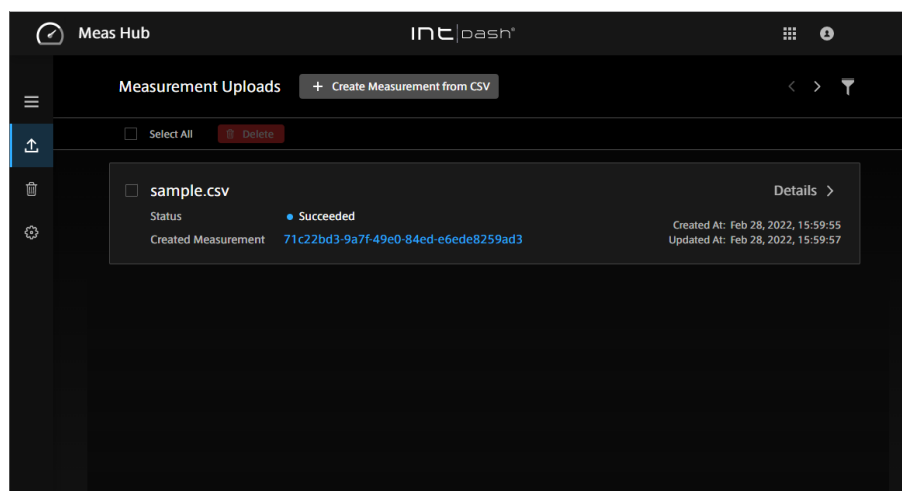 Meas Hub
INT|DASH®
Measurement Uploads
+ Create Measurement from CSV
Select All
Delete
sample.csv
Details >
Status
Succeeded
Created At: Feb 28, 2022, 15:59:55
Created Measurement
71c22bd3-9a7f-49e0-84ed-e6ede8259ad3
Updated At: Feb 28, 2022, 15:59:57